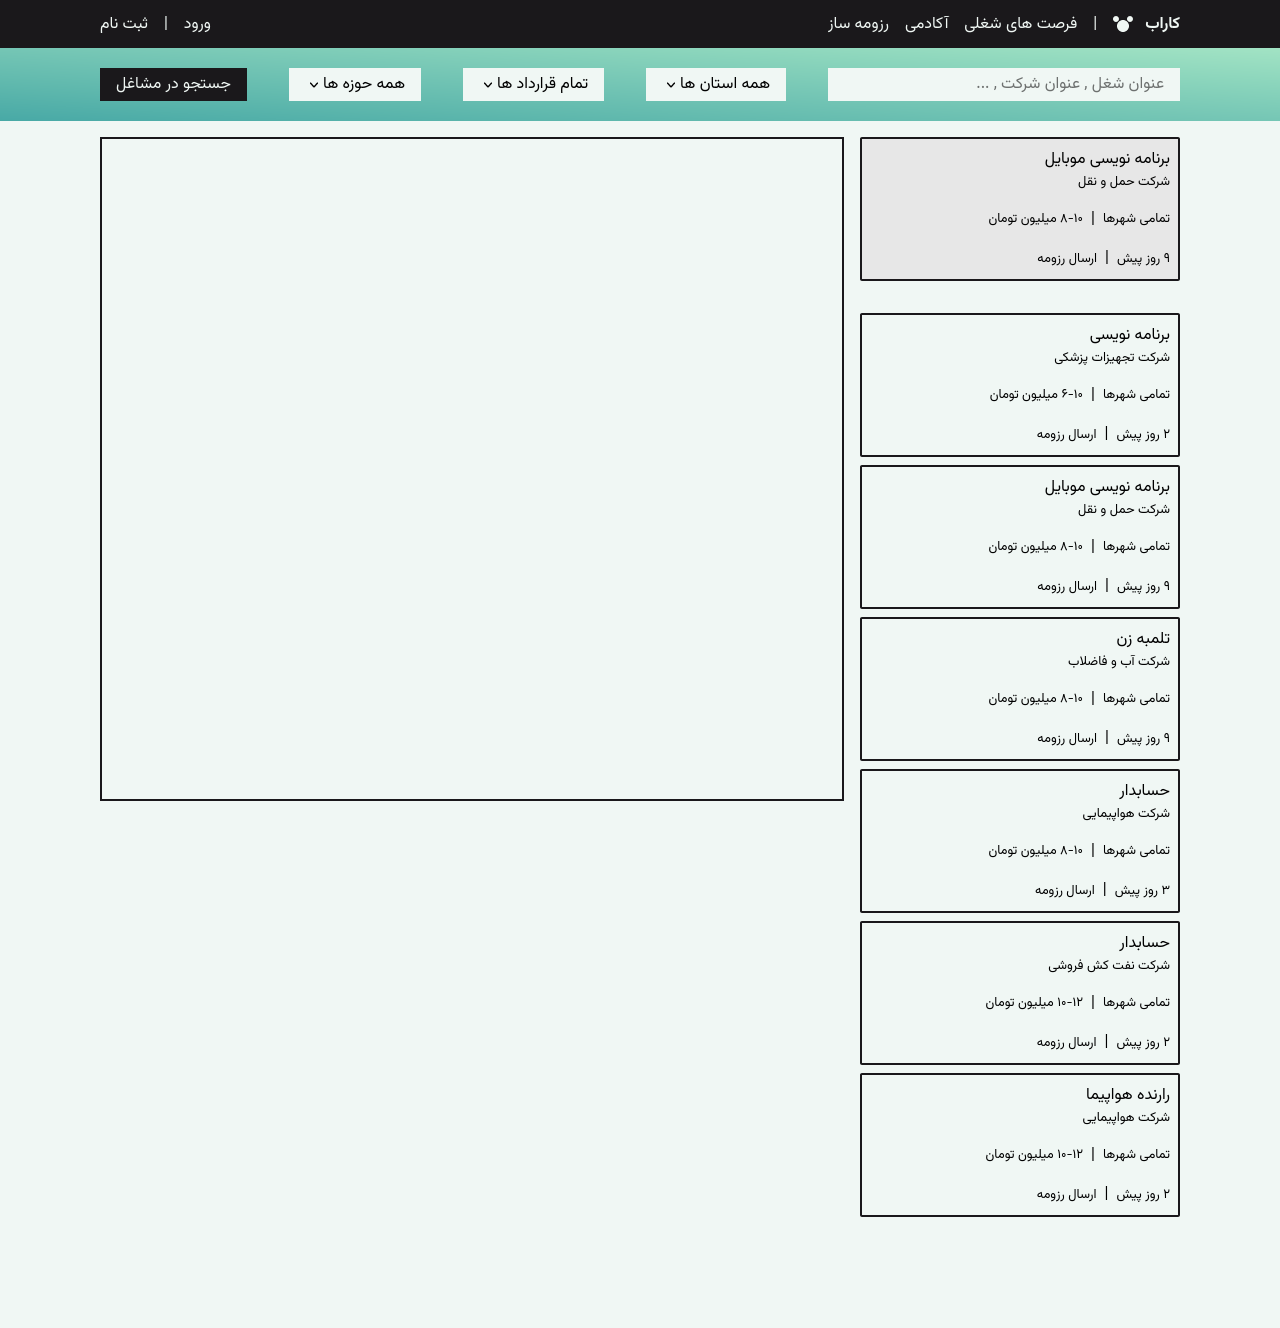 کاراب | فرصت های شغلی آکادمی رزومه ساز ورود | ثبت نام
عنوان شغل , عنوان شرکت , ... همه استان ها تمام قرارداد ها همه حوزه ها جستجو در مشاغل
برنامه نویسی موبایل
شرکت حمل و نقل
تمامی شهرها | ۸-۱۰ میلیون تومان
۹ روز پیش | ارسال رزومه
برنامه نویسی
شرکت تجهیزات پزشکی
تمامی شهرها | ۶-۱۰ میلیون تومان
۲ روز پیش | ارسال رزومه
برنامه نویسی موبایل
شرکت حمل و نقل
تمامی شهرها | ۸-۱۰ میلیون تومان
۹ روز پیش | ارسال رزومه
تلمبه زن
شرکت آب و فاضلاب
تمامی شهرها | ۸-۱۰ میلیون تومان
۹ روز پیش | ارسال رزومه
حسابدار
شرکت هواپیمایی
تمامی شهرها | ۸-۱۰ میلیون تومان
۳ روز پیش | ارسال رزومه
حسابدار
شرکت نفت کش فروشی
تمامی شهرها | ۱۰-۱۲ میلیون تومان
۲ روز پیش | ارسال رزومه
رارنده هواپیما
شرکت هواپیمایی
تمامی شهرها | ۱۰-۱۲ میلیون تومان
۲ روز پیش | ارسال رزومه